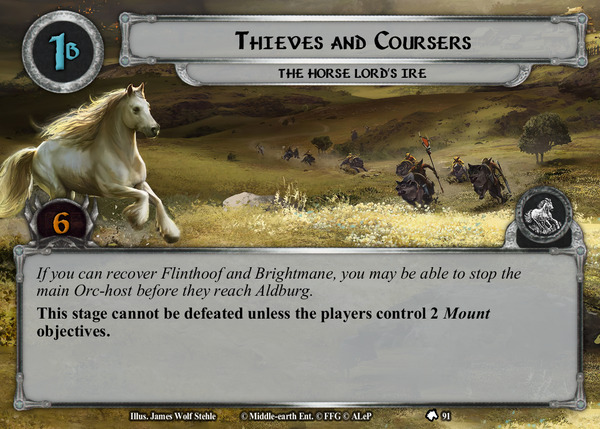 1B
Thieves and Coursers
The Horse Lord's Ire
6
If you can recover Flinthoof and Brightmane, you may be able to stop the
main Orc-host before they reach Aldburg.
This stage cannot be defeated unless the players control 2 Mount
objectives.
Illus. James Wolf Stehle © Middle-earth Ent. © FFG © ALeP 91